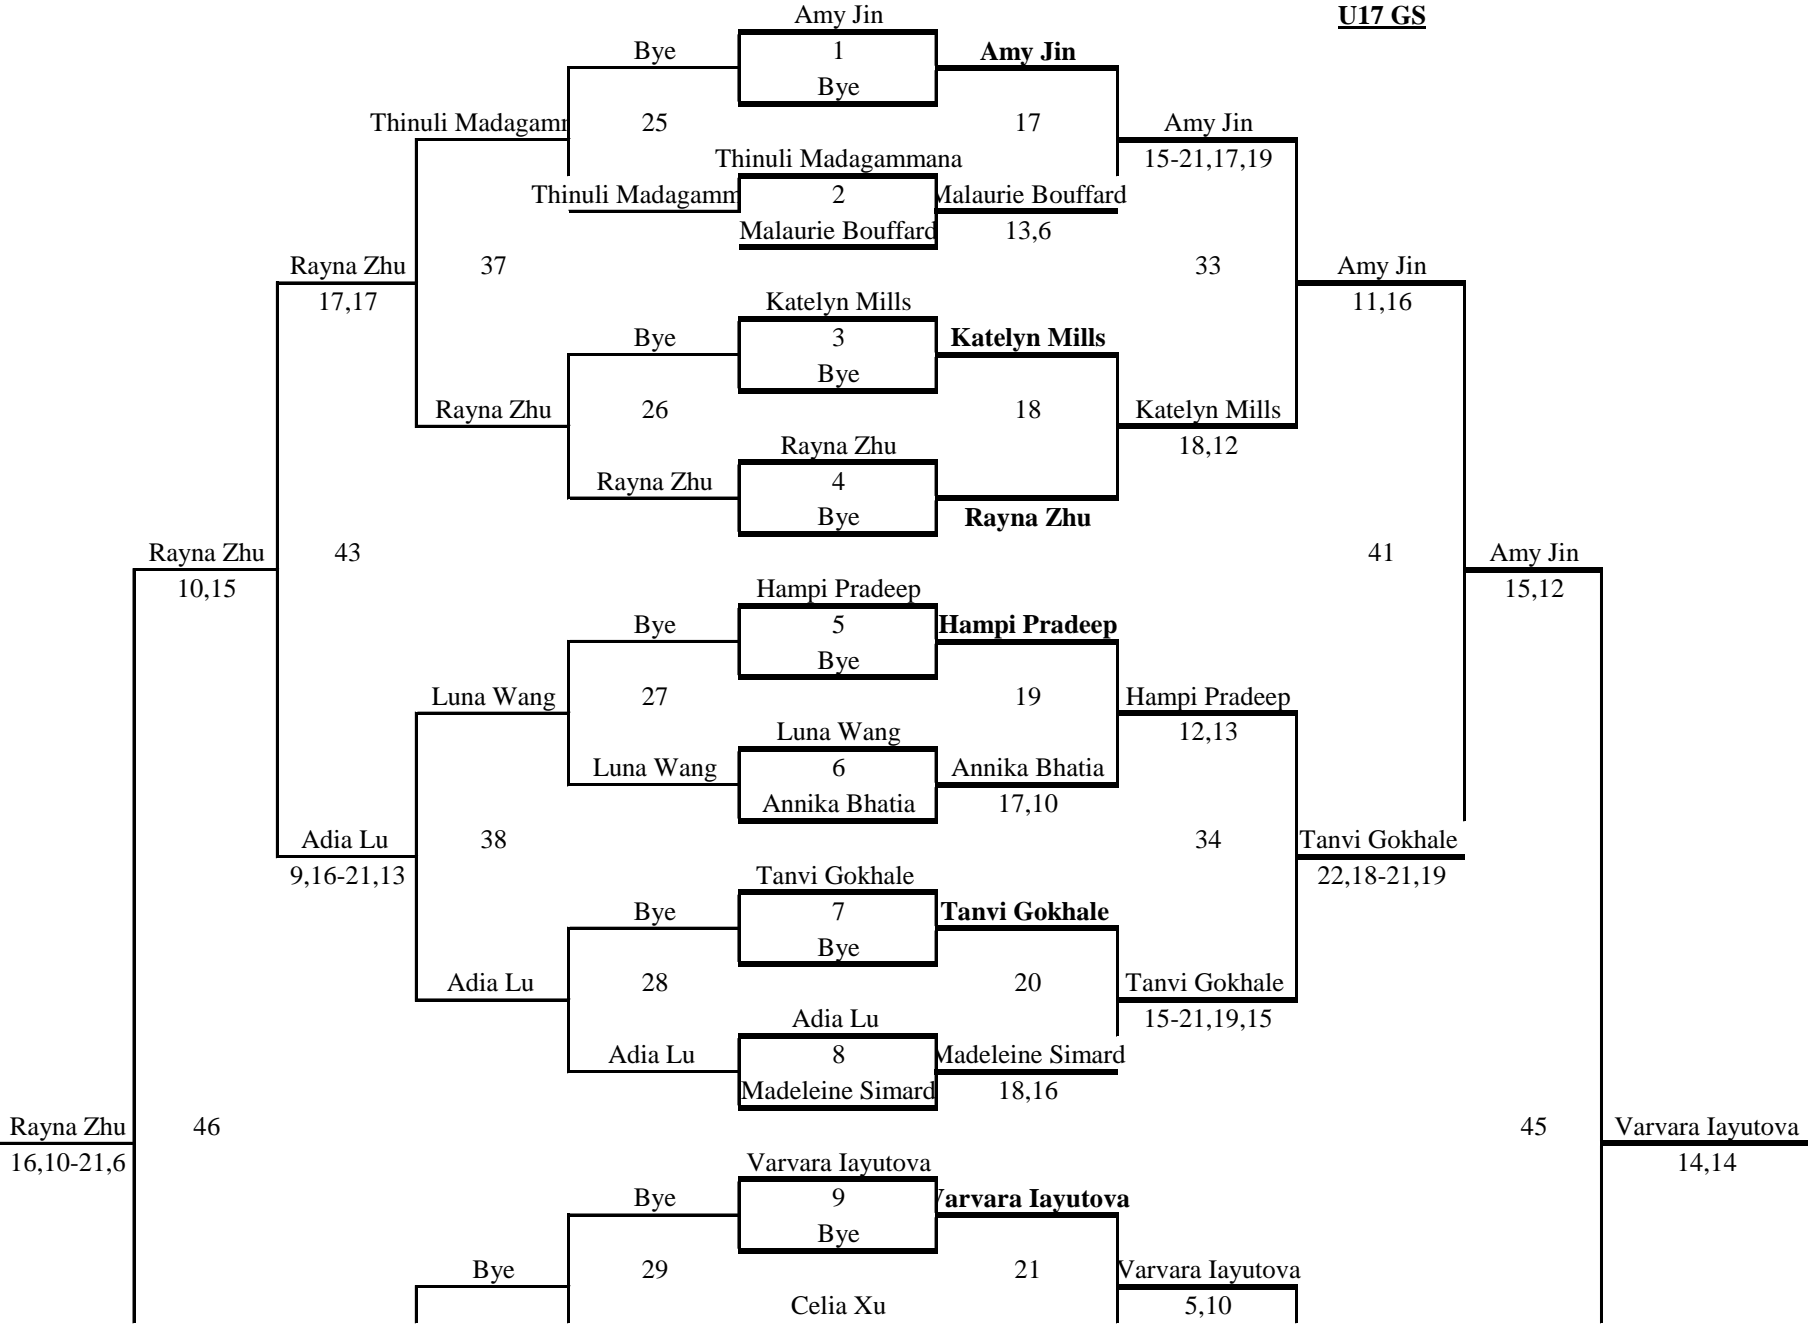 Amy Jin
U17 GS
Bye
1
Amy Jin
Bye
Thinuli Madagamr
25
17
Amy Jin
Thinuli Madagammana
15-21,17,19
Thinuli Madagamm
2
Malaurie Bouffard
Malaurie Bouffard
13,6
Rayna Zhu
37
33
Amy Jin
17,17
Katelyn Mills
11,16
Bye
3
Katelyn Mills
Bye
Rayna Zhu
26
18
Katelyn Mills
Rayna Zhu
18,12
Rayna Zhu
4
Bye
Rayna Zhu
Rayna Zhu
43
41
Amy Jin
10,15
Hampi Pradeep
15,12
Bye
5
Hampi Pradeep
Bye
Luna Wang
27
19
Hampi Pradeep
Luna Wang
12,13
Luna Wang
6
Annika Bhatia
Annika Bhatia
17,10
Adia Lu
38
34
Tanvi Gokhale
9,16-21,13
Tanvi Gokhale
22,18-21,19
Bye
7
Tanvi Gokhale
Bye
Adia Lu
28
20
Tanvi Gokhale
Adia Lu
15-21,19,15
Adia Lu
8
Madeleine Simard
Madeleine Simard
18,16
Rayna Zhu
46
45
Varvara Iayutova
16,10-21,6
Varvara Iayutova
14,14
Bye
9
Varvara Iayutova
Bye
Bye
29
21
Varvara Iayutova
Celia Xu
5,10